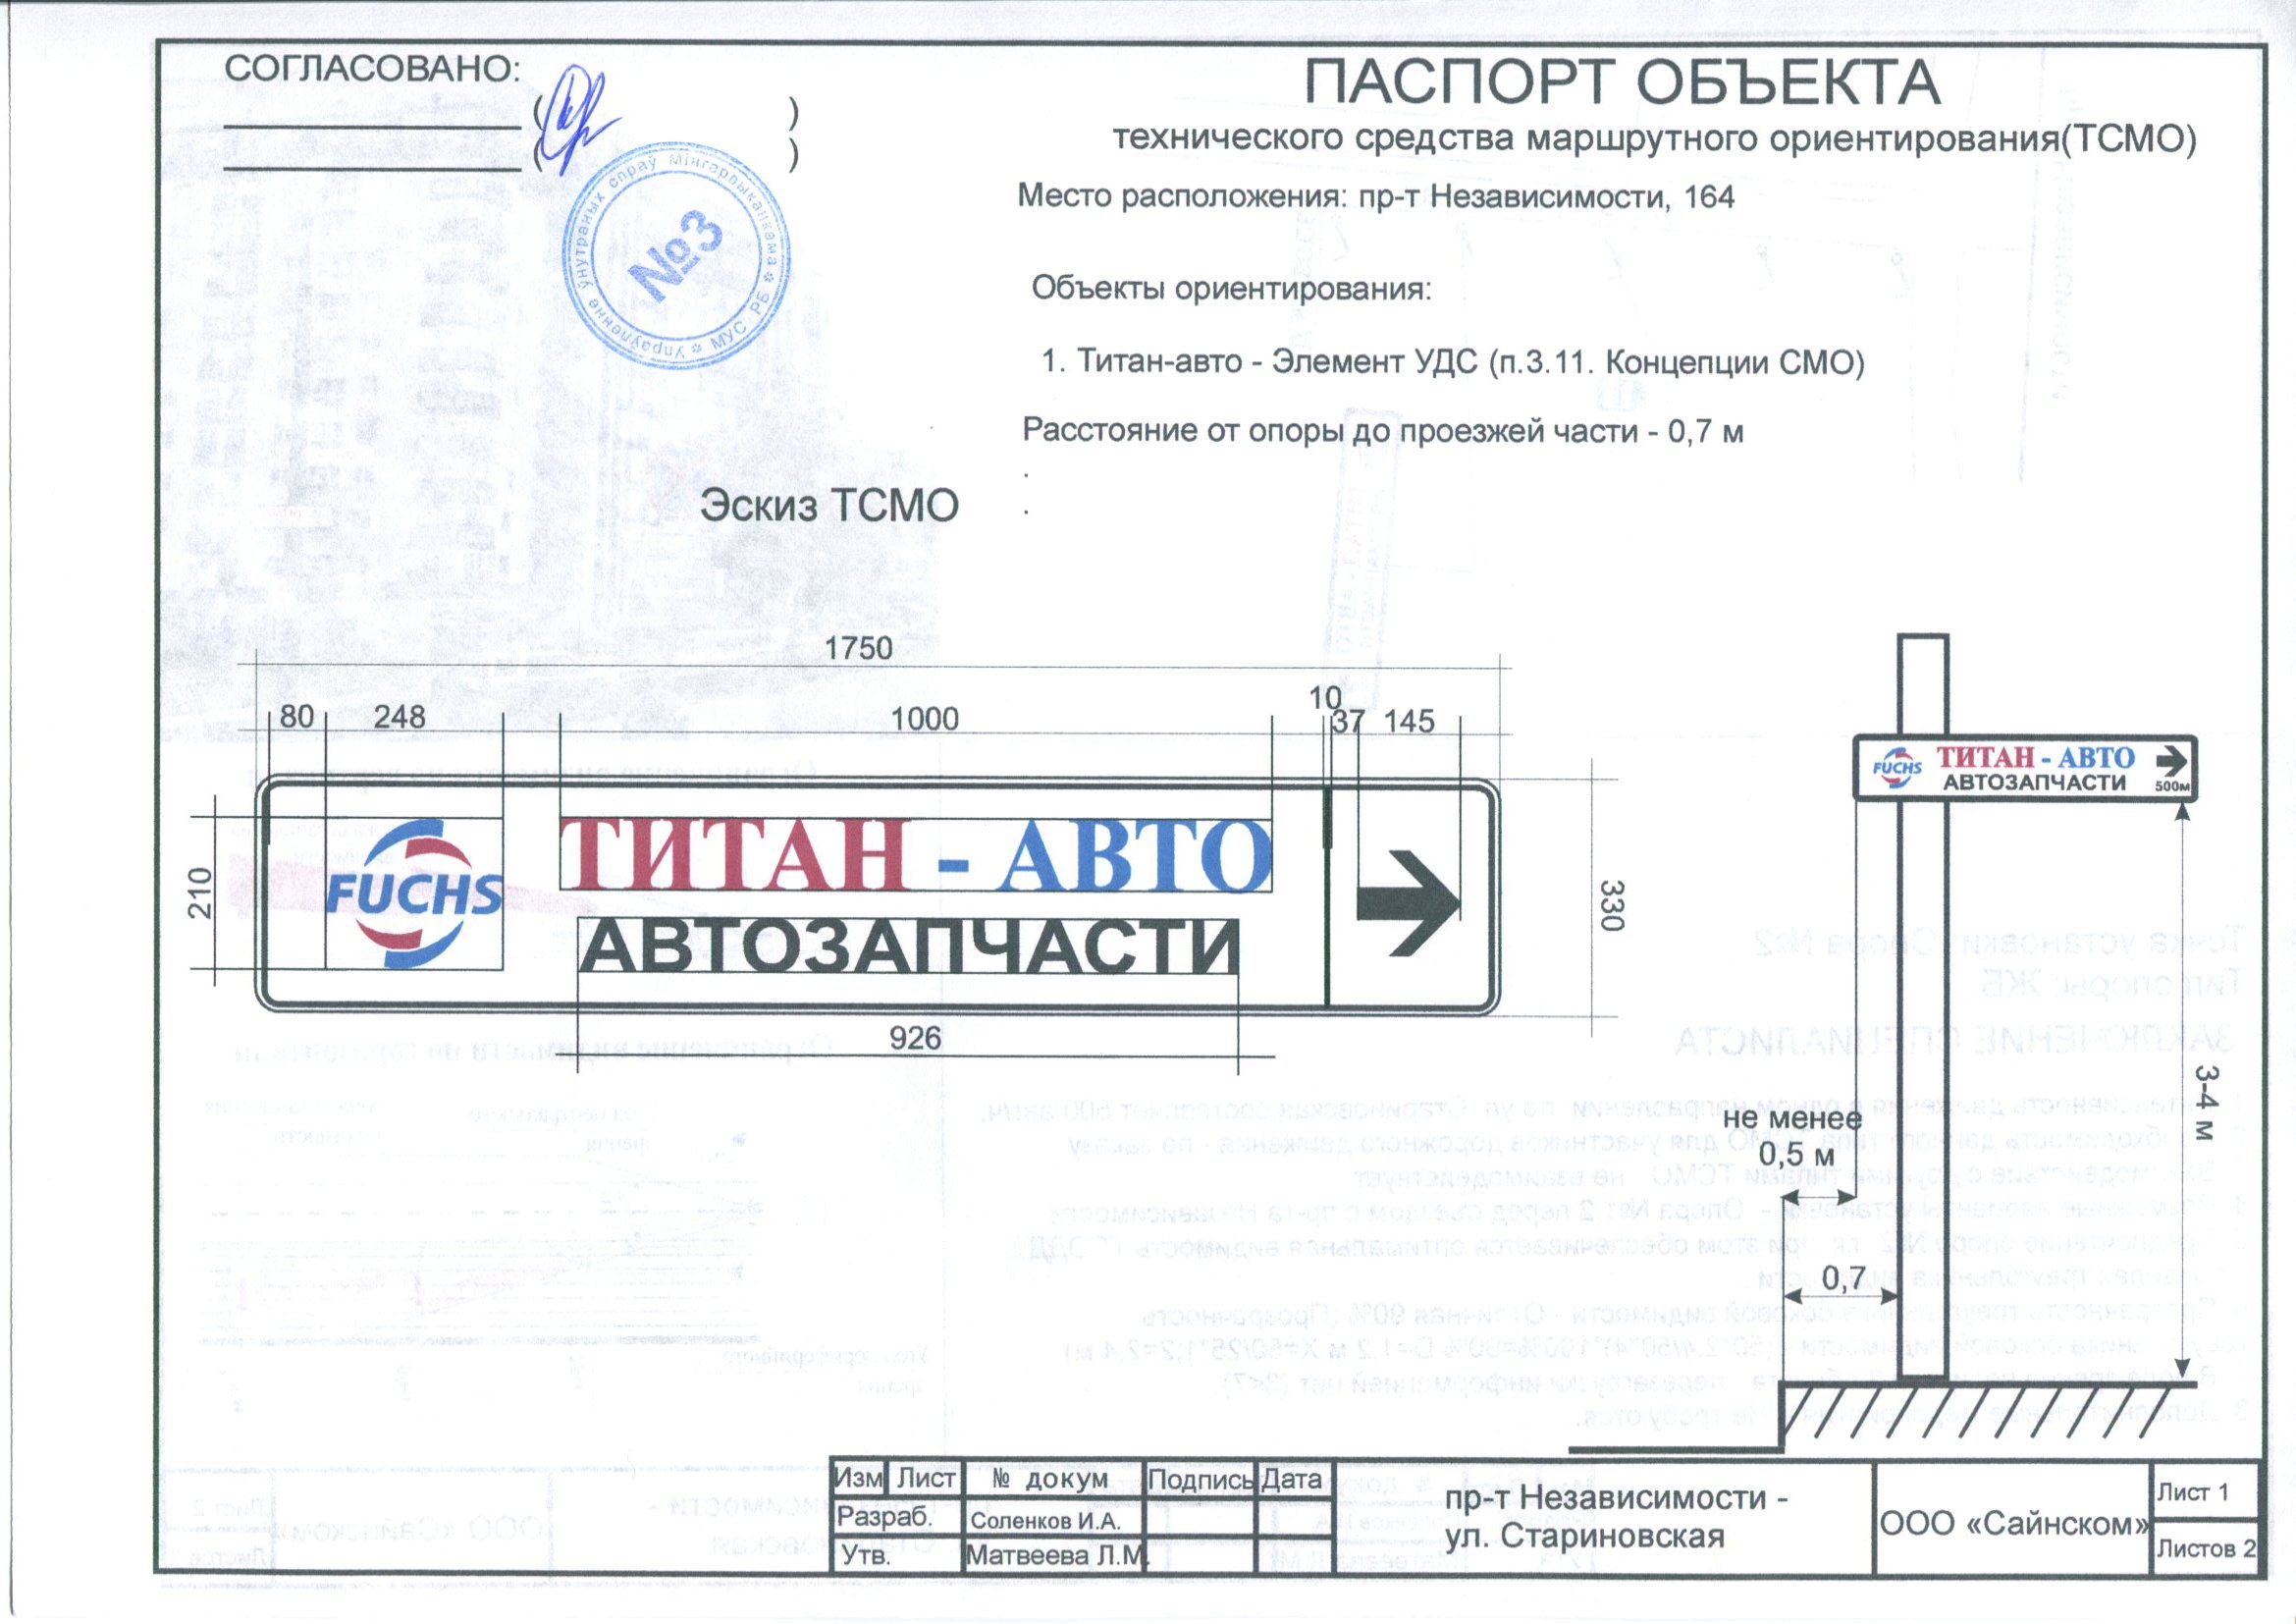 СОГЛАСОВАНО:
( )
( )
Упраўленне ўнутраных спраў Мінгарвыканкама * МУС РБ *
№3
ПАСПОРТ ОБЪЕКТА
технического средства маршрутного ориентирования(ТСМО)
Место расположения: пр-т Независимости, 164
Объекты ориентирования:
1. Титан-авто - Элемент УДС (п.3.11. Концепции СМО)
Расстояние от опоры до проезжей части - 0,7 м
Эскиз ТСМО
1750
80 248 1000 10 37 145
210
FUCHS
ТИТАН - АВТО
АВТОЗАПЧАСТИ
330
926
FUCHS ТИТАН - АВТО
АВТОЗАПЧАСТИ 500м
3-4 м
не менее
0,5 м
0,7
Изм Лист № докум Подпись Дата
Разраб. Соленков И.А.
Утв. Матвеева Л.М.
пр-т Независимости -
ул. Стариновская
ООО «Сайнском»
Лист 1
Листов 2